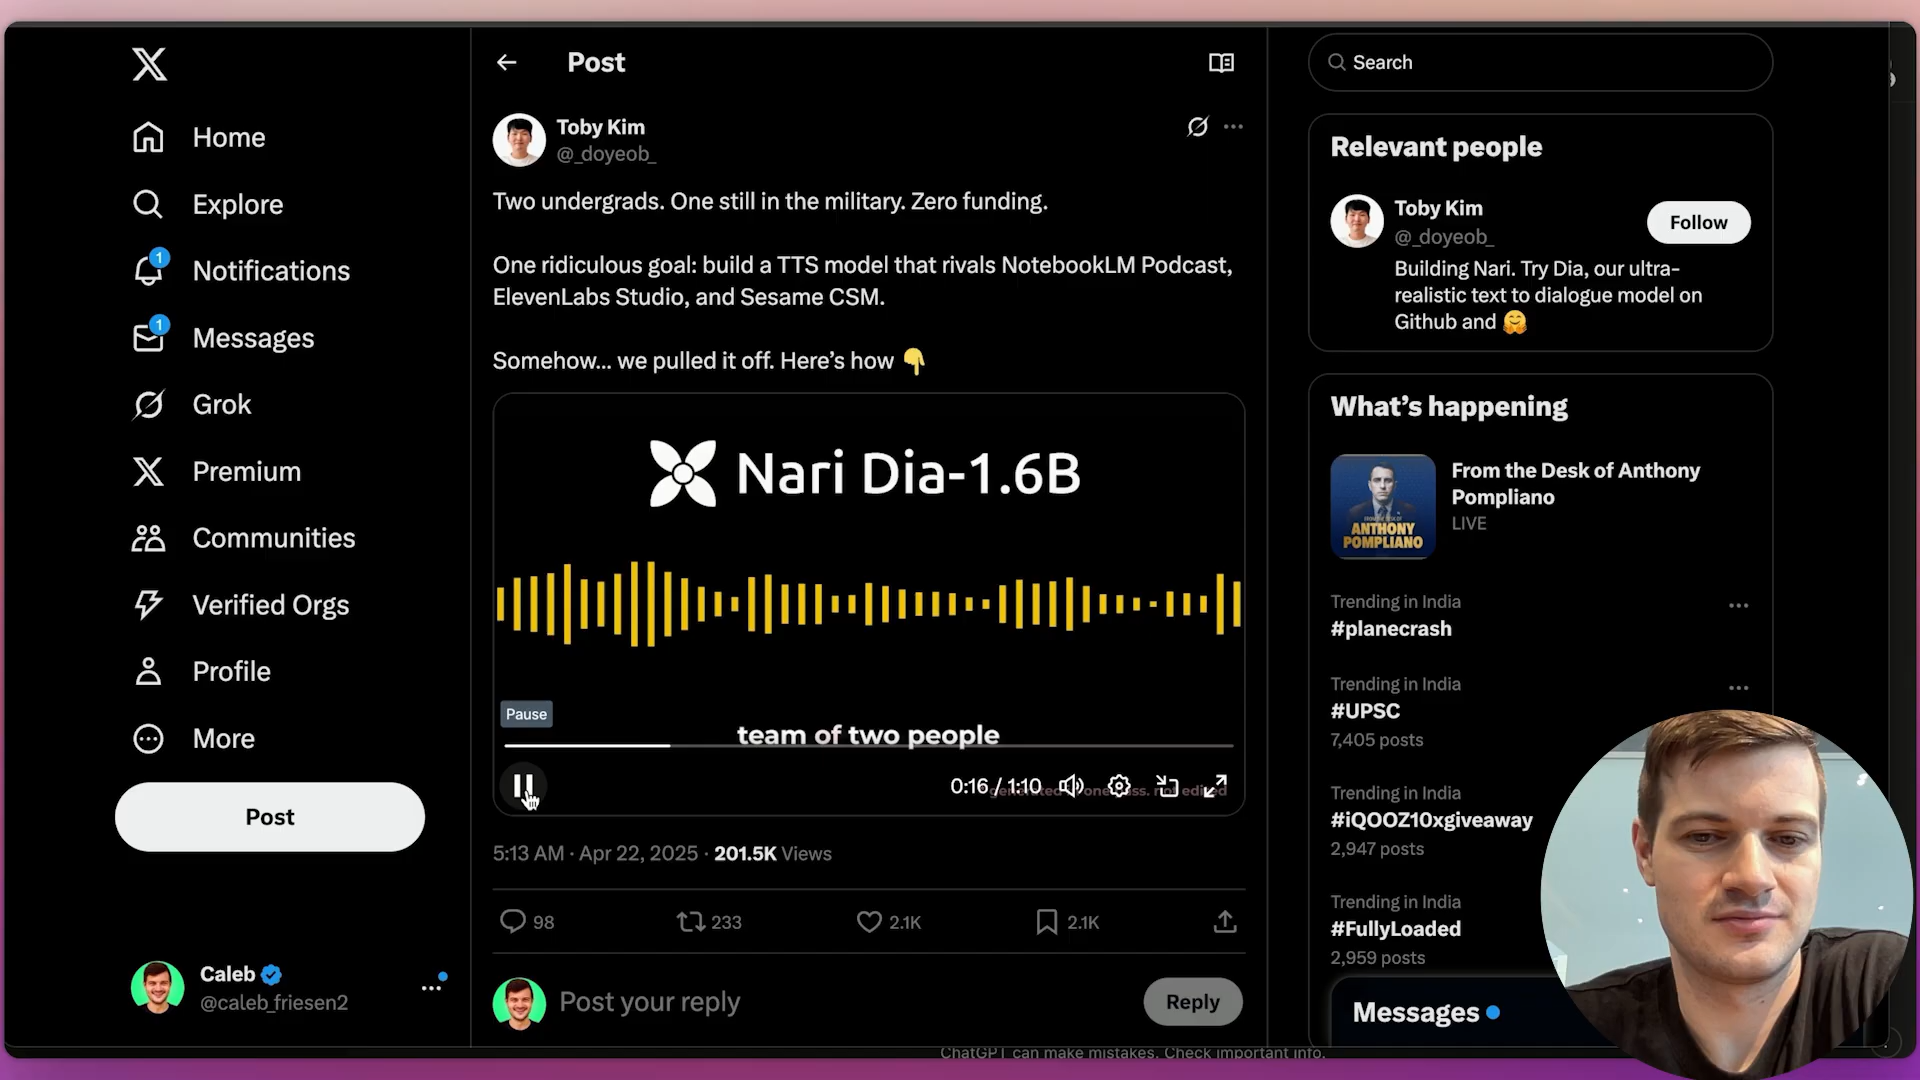 Home
Explore
1
Notifications
1
Messages
Grok
Premium
Communities
Verified Orgs
Profile
More
Post
Caleb
@caleb_friesen2
Post
Toby Kim
@_doyeob_
Two undergrads. One still in the military. Zero funding.
One ridiculous goal: build a TTS model that rivals NotebookLM Podcast,
ElevenLabs Studio, and Sesame CSM.
Somehow... we pulled it off. Here's how 👇
Nari Dia-1.6B
Pause
team of two people
0:16 / 1:10
5:13 AM · Apr 22, 2025 · 201.5K Views
98
233
2.1K
2.1K
Post your reply
Reply
ChatGPT can make mistakes. Check important info.
Search
Relevant people
Toby Kim
@_doyeob_
Follow
Building Nari. Try Dia, our ultra-
realistic text to dialogue model on
Github and 🤗
What's happening
ANTHONY
POMPLIANO
From the Desk of Anthony
Pompliano
LIVE
Trending in India
#planecrash
Trending in India
#UPSC
7,405 posts
Trending in India
#iQOOZ10xgiveaway
2,947 posts
Trending in India
#FullyLoaded
2,959 posts
Messages